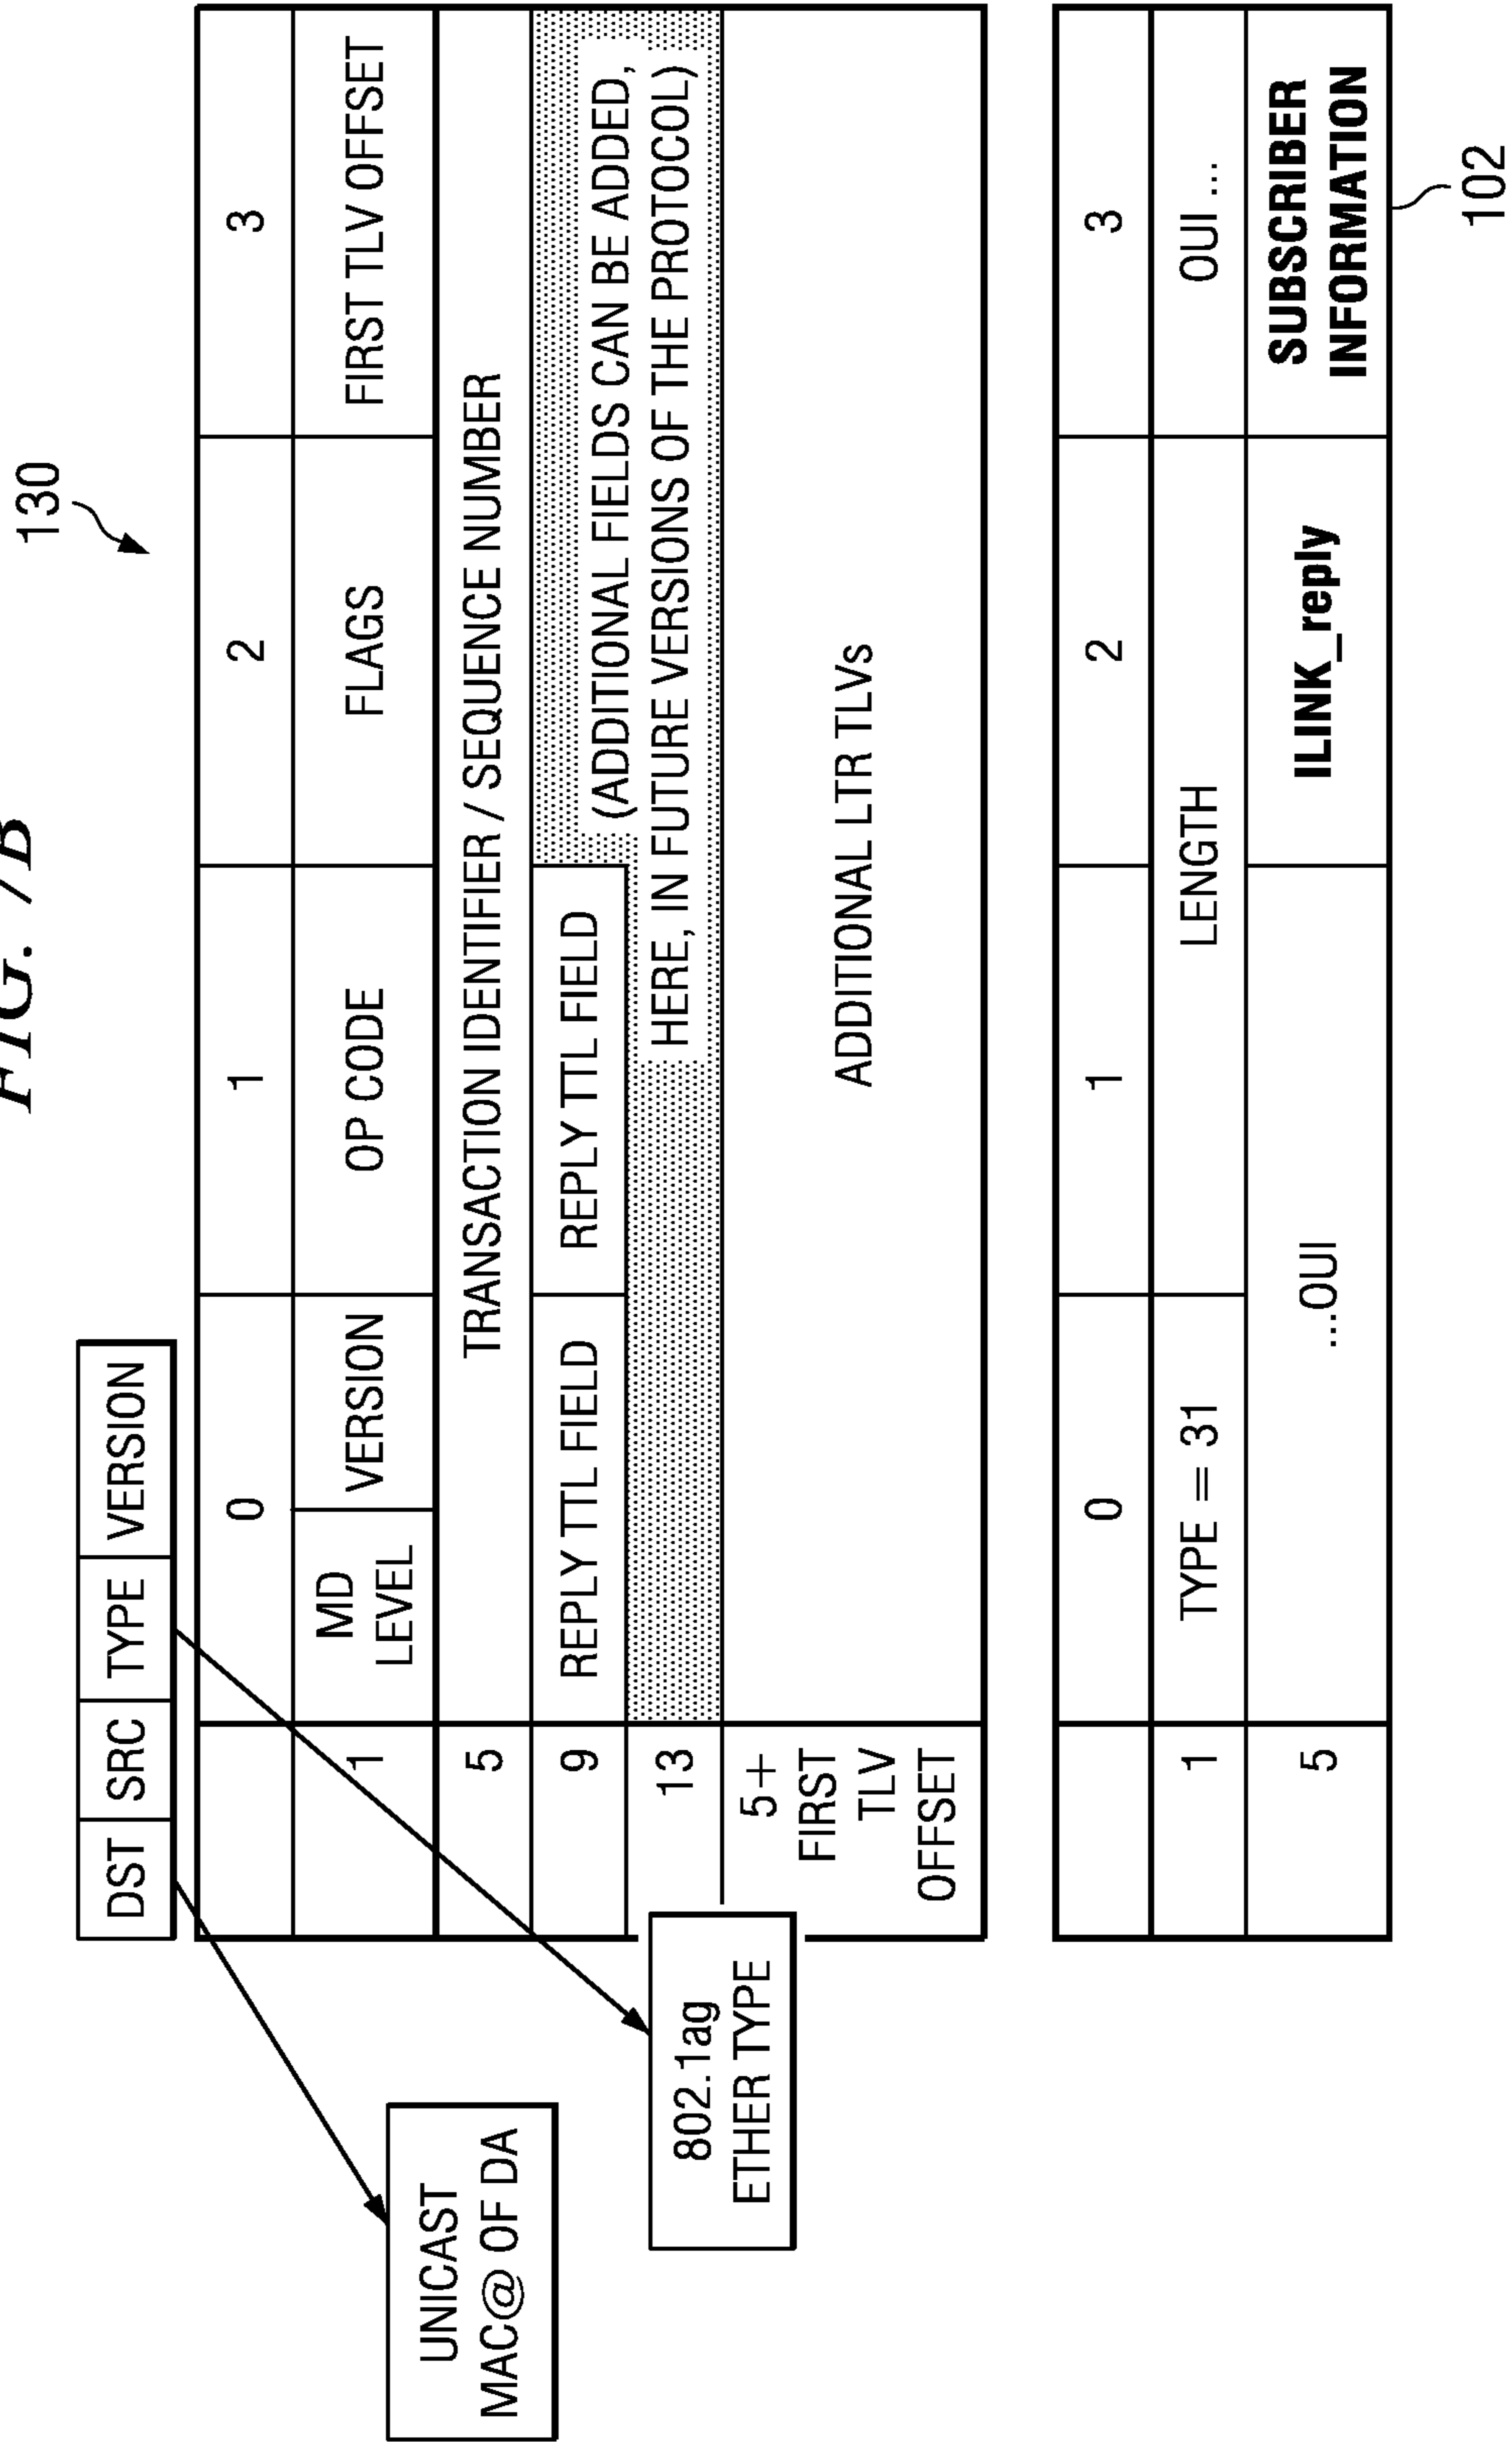 FIG. 7B
130
DST SRC TYPE VERSION
0 1 2 3
1 MD LEVEL VERSION OP CODE FLAGS FIRST TLV OFFSET
5 TRANSACTION IDENTIFIER / SEQUENCE NUMBER
9 REPLY TTL FIELD REPLY TTL FIELD (ADDITIONAL FIELDS CAN BE ADDED,
13 HERE, IN FUTURE VERSIONS OF THE PROTOCOL)
5+
FIRST
TLV
OFFSET
ADDITIONAL LTR TLVs
UNICAST
MAC@ OF DA
802.1ag
ETHER TYPE
0 1 2 3
1 TYPE = 31 LENGTH OUI ...
5 ...OUI ILINK_reply SUBSCRIBER
INFORMATION
102